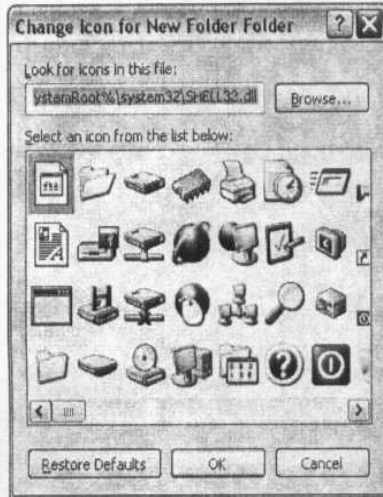 Change Icon for New Folder Folder
Look for icons in this file:
ystemRoot%\system32\SHELL32.dll
Browse...
Select an icon from the list below:
Restore Defaults
OK
Cancel